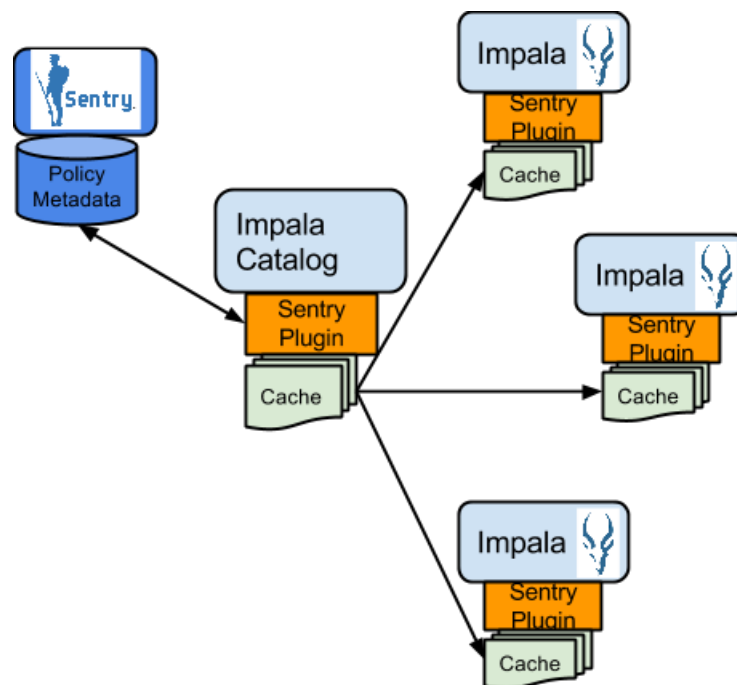 Sentry
Policy
Metadata
Impala
Catalog
Sentry
Plugin
Cache
Impala
Sentry
Plugin
Cache
Impala
Sentry
Plugin
Cache
Impala
Sentry
Plugin
Cache